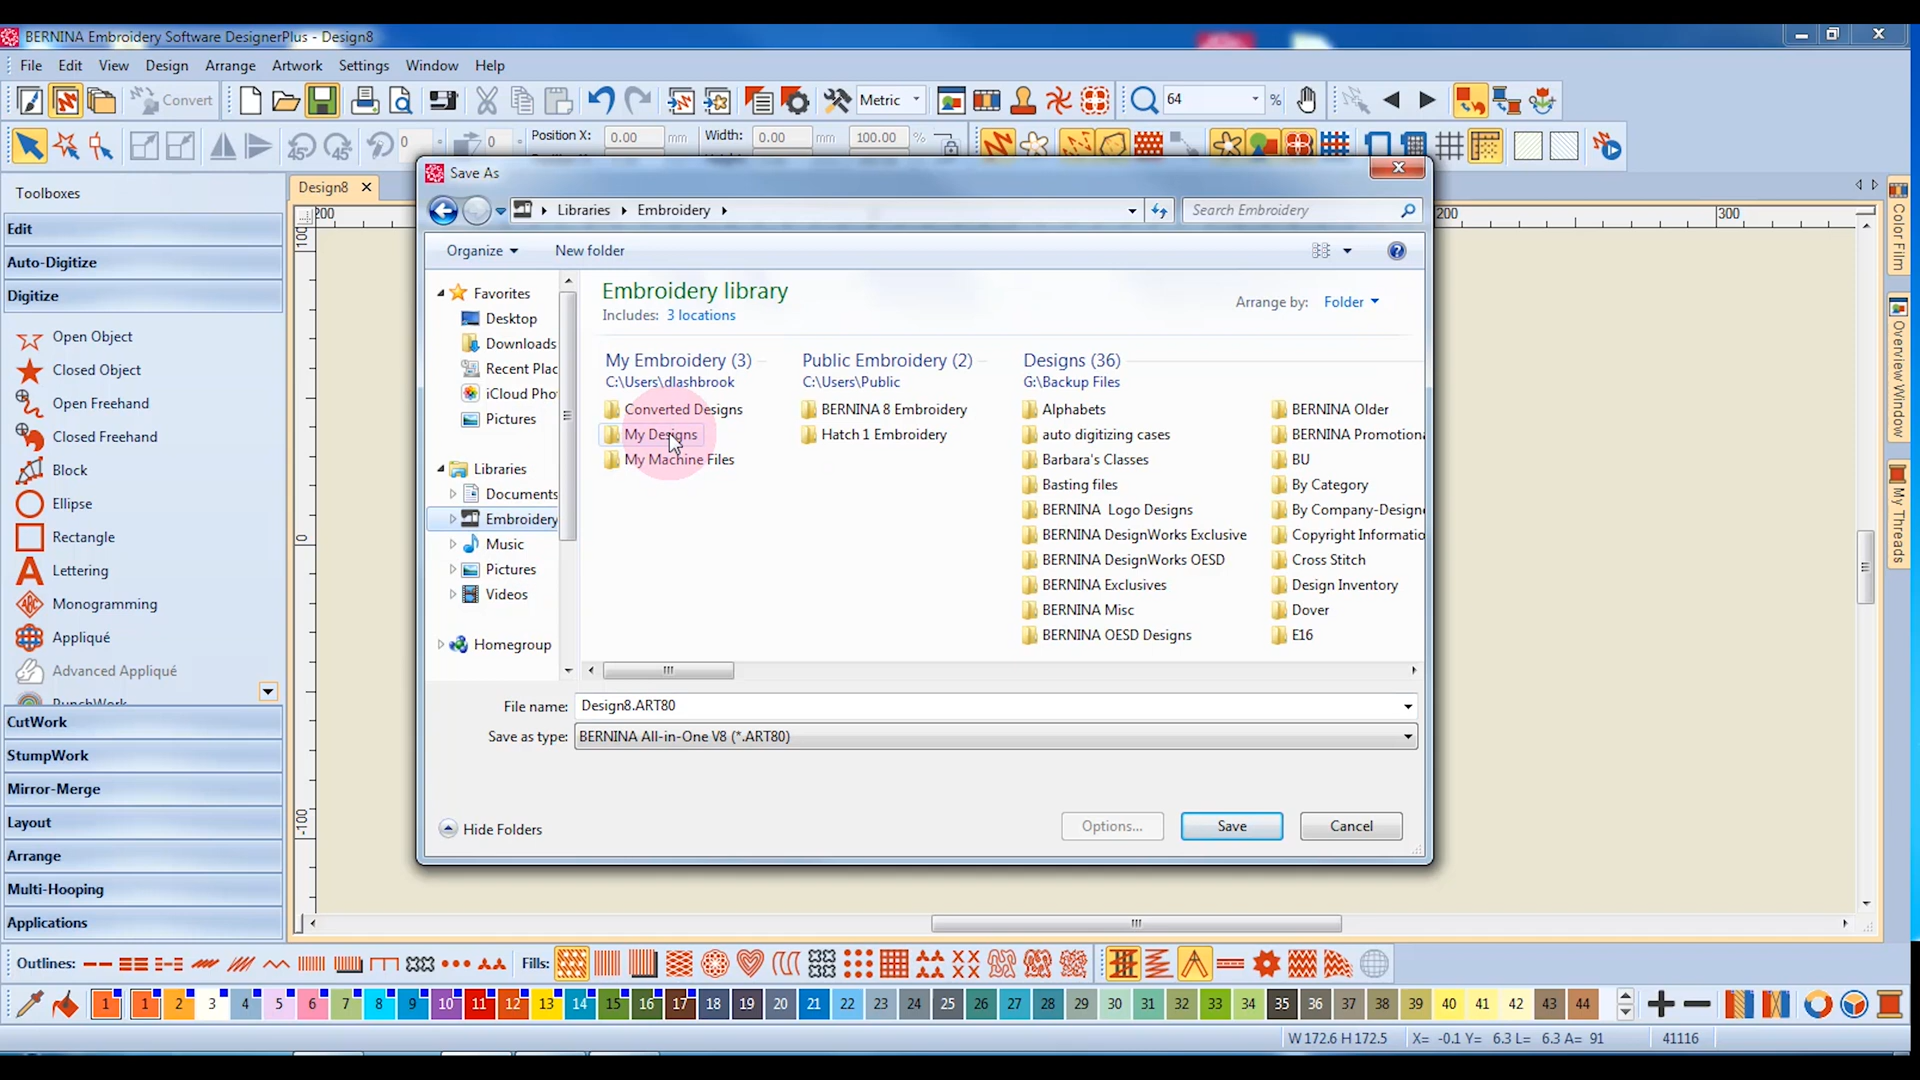 BERNINA Embroidery Software DesignerPlus - Design8
File Edit View Design Arrange Artwork Settings Window Help
Convert Metric 64 %
0 0 Position X: 0.00 mm Width: 0.00 mm 100.00 %
Toolboxes
Design8
Edit
Auto-Digitize
Digitize
Open Object
Closed Object
Open Freehand
Closed Freehand
Block
Ellipse
Rectangle
Lettering
Monogramming
Appliqué
Advanced Appliqué
PunchWork
CutWork
StumpWork
Mirror-Merge
Layout
Arrange
Multi-Hooping
Applications
200 200 300
100
0
-100
Save As
Libraries Embroidery Search Embroidery
Organize New folder
Favorites
Desktop
Downloads
Recent Plac
iCloud Pho
Pictures
Libraries
Documents
Embroidery
Music
Pictures
Videos
Homegroup
Embroidery library
Includes: 3 locations
Arrange by: Folder
My Embroidery (3)
C:\Users\dlashbrook
Converted Designs
My Designs
My Machine Files
Public Embroidery (2)
C:\Users\Public
BERNINA 8 Embroidery
Hatch 1 Embroidery
Designs (36)
G:\Backup Files
Alphabets
auto digitizing cases
Barbara's Classes
Basting files
BERNINA Logo Designs
BERNINA DesignWorks Exclusive
BERNINA DesignWorks OESD
BERNINA Exclusives
BERNINA Misc
BERNINA OESD Designs
BERNINA Older
BERNINA Promotiona
BU
By Category
By Company-Designe
Copyright Informatio
Cross Stitch
Design Inventory
Dover
E16
File name: Design8.ART80
Save as type: BERNINA All-in-One V8 (*.ART80)
Hide Folders Options... Save Cancel
Color Film
Overview Window
My Threads
Outlines: Fills:
1 1 2 3 4 5 6 7 8 9 10 11 12 13 14 15 16 17 18 19 20 21 22 23 24 25 26 27 28 29 30 31 32 33 34 35 36 37 38 39 40 41 42 43 44
W 172.6 H 172.5 X= -0.1 Y= 6.3 L= 6.3 A= 91 41116